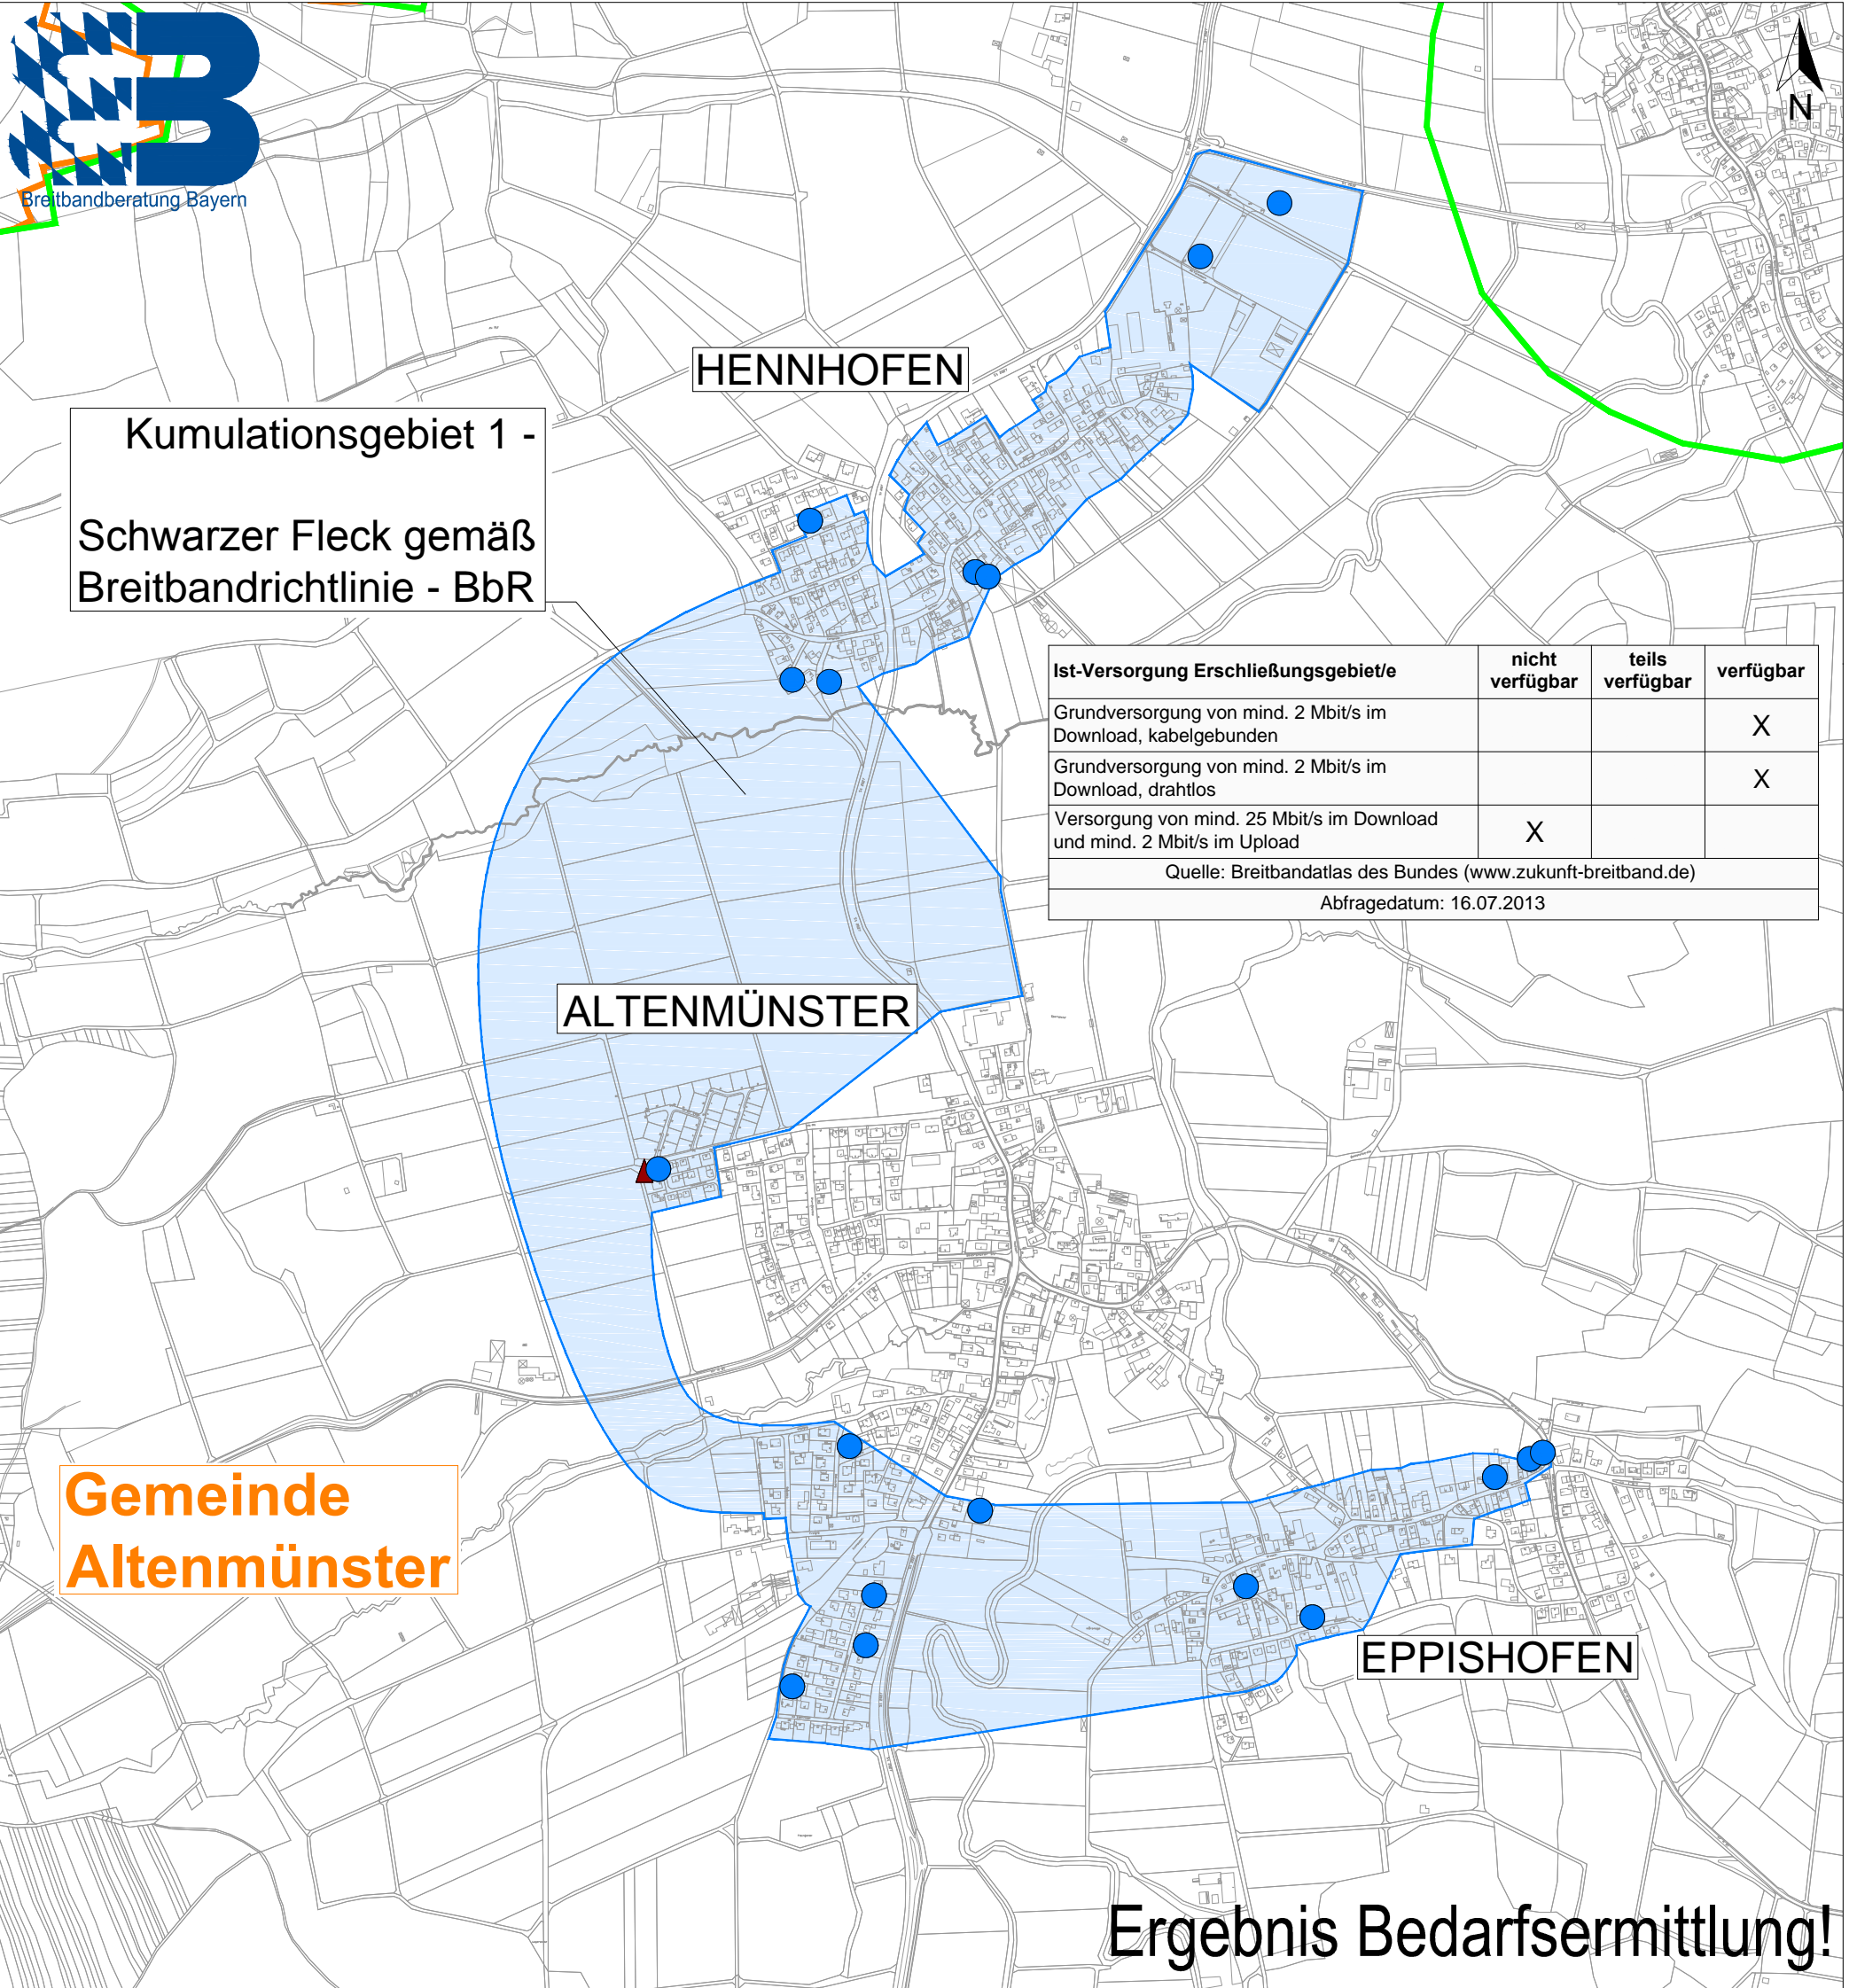 Breitbandberatung Bayern
N
HENNHOFEN
Kumulationsgebiet 1 -
Schwarzer Fleck gemäß
Breitbandrichtlinie - BbR
Ist-Versorgung Erschließungsgebiet/e
nicht
verfügbar
teils
verfügbar
verfügbar
Grundversorgung von mind. 2 Mbit/s im
Download, kabelgebunden
X
Grundversorgung von mind. 2 Mbit/s im
Download, drahtlos
X
Versorgung von mind. 25 Mbit/s im Download
und mind. 2 Mbit/s im Upload
X
Quelle: Breitbandatlas des Bundes (www.zukunft-breitband.de)
Abfragedatum: 16.07.2013
ALTENMÜNSTER
Gemeinde
Altenmünster
EPPISHOFEN
Ergebnis Bedarfsermittlung!